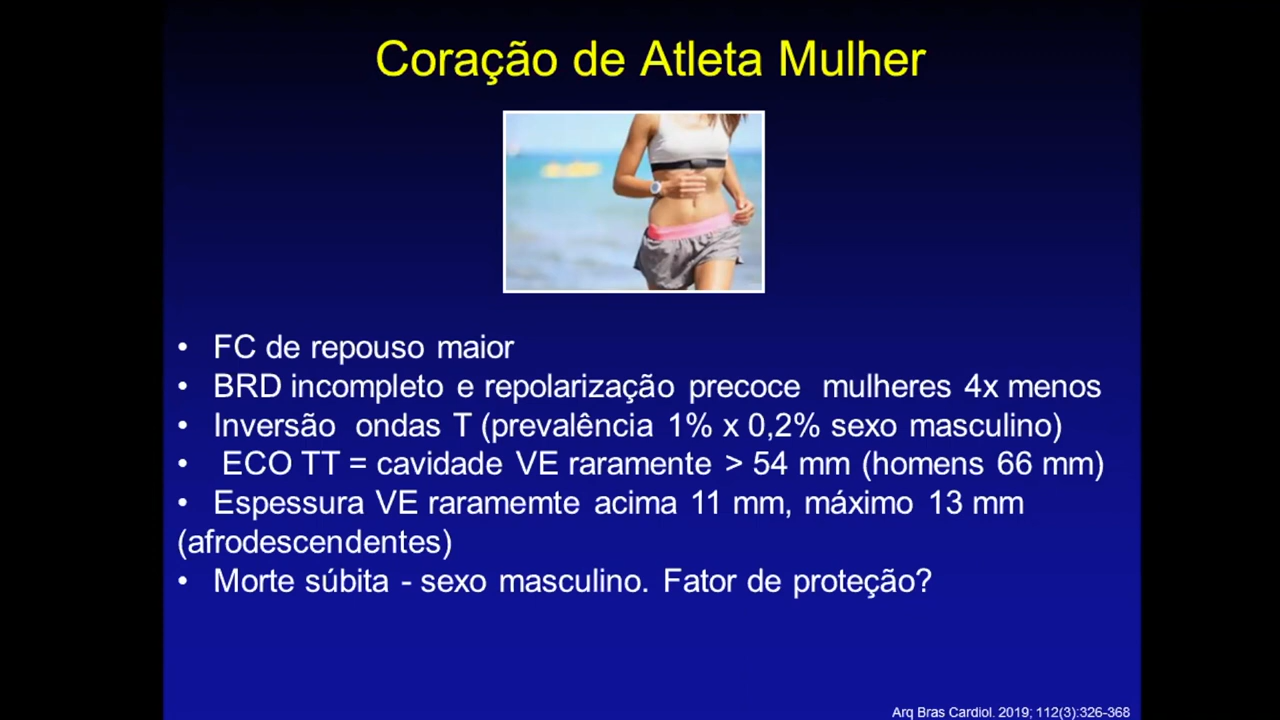 Coração de Atleta Mulher
• FC de repouso maior
• BRD incompleto e repolarização precoce mulheres 4x menos
• Inversão ondas T (prevalência 1% x 0,2% sexo masculino)
• ECO TT = cavidade VE raramente > 54 mm (homens 66 mm)
• Espessura VE raramemte acima 11 mm, máximo 13 mm
(afrodescendentes)
• Morte súbita - sexo masculino. Fator de proteção?
Arq Bras Cardiol. 2019; 112(3):326-368